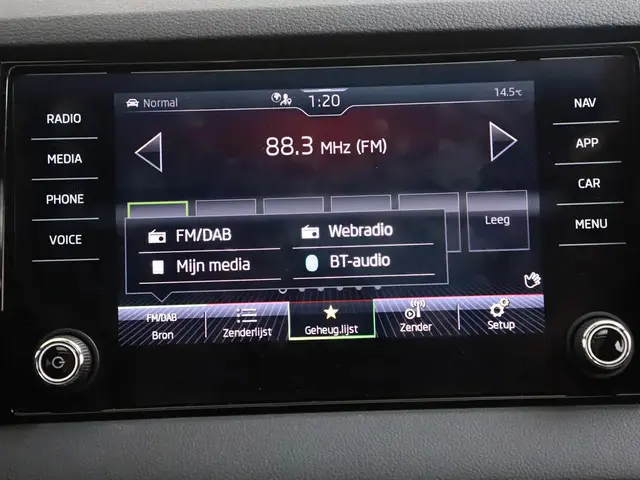 RADIO
MEDIA
PHONE
VOICE
Normal
1:20
14.5°C
88.3 MHz (FM)
Leeg
FM/DAB
Webradio
Mijn media
BT-audio
FM/DAB
Bron
Zenderlijst
Geheug.lijst
Zender
Setup
NAV
APP
CAR
MENU